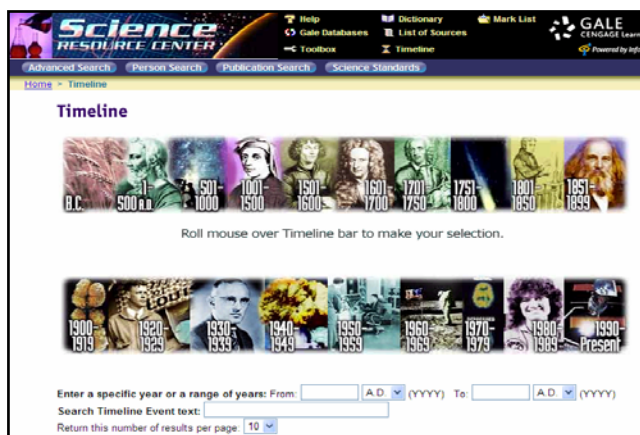 Science
RESOURCE CENTER
Help
Gale Databases
Toolbox
Dictionary
List of Sources
Timeline
Mark List
GALE
CENGAGE Learn
Powered by Info
Advanced Search
Person Search
Publication Search
Science Standards
Home > Timeline
Timeline
B.C.
1-
500 A.D.
501-
1000
1001-
1500
1501-
1600
1601-
1700
1701-
1750
1751-
1800
1801-
1850
1851-
1899
Roll mouse over Timeline bar to make your selection.
1900-
1919
1920-
1929
1930-
1939
1940-
1949
1950-
1959
1960-
1969
1970-
1979
1980-
1989
1990-
Present
Enter a specific year or a range of years: From: A.D. (YYYY) To: A.D. (YYYY)
Search Timeline Event text:
Return this number of results per page: 10